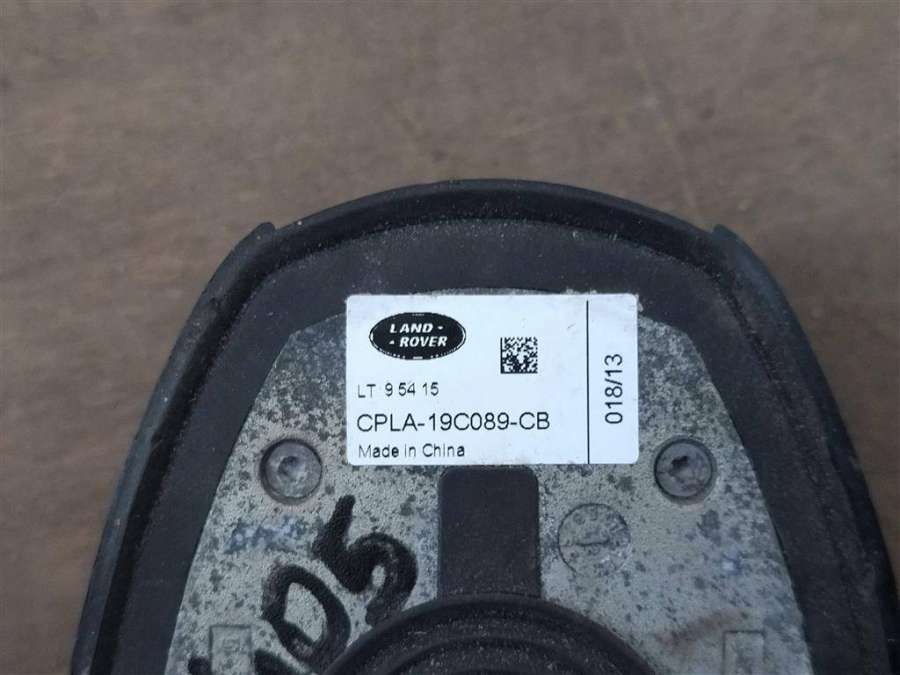 LAND-
-ROVER
LT 9 54 15
CPLA-19C089-CB
Made in China
018/13